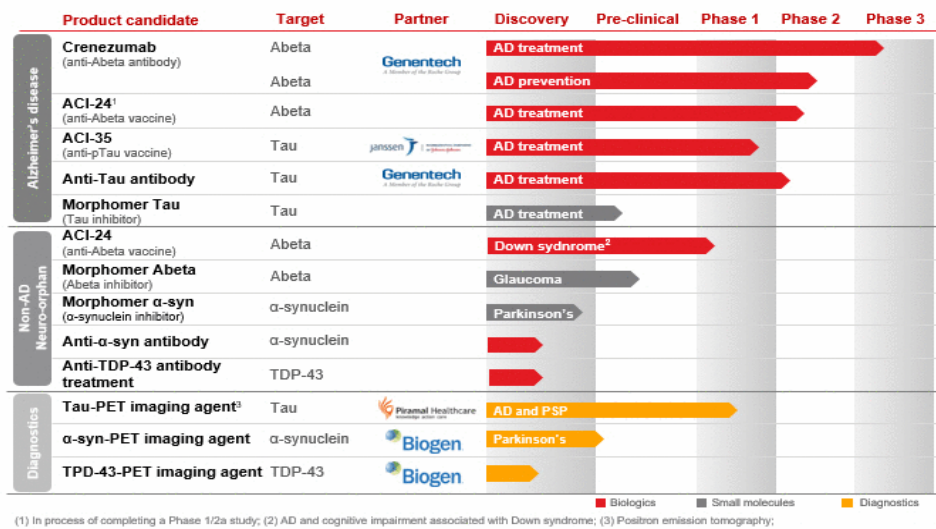 Product candidate Target Partner Discovery Pre-clinical Phase 1 Phase 2 Phase 3
Alzheimer's disease
Crenezumab Abeta AD treatment
(anti-Abeta antibody)
Genentech
A Member of the Roche Group
Abeta AD prevention
ACI-24¹ Abeta AD treatment
(anti-Abeta vaccine)
ACI-35 Tau janssen AD treatment
(anti-pTau vaccine)
Anti-Tau antibody Tau Genentech AD treatment
A Member of the Roche Group
Morphomer Tau Tau AD treatment
(Tau inhibitor)
Non-AD
Neuro-orphan
ACI-24 Abeta Down sydnrome²
(anti-Abeta vaccine)
Morphomer Abeta Abeta Glaucoma
(Abeta inhibitor)
Morphomer α-syn α-synuclein Parkinson's
(α-synuclein inhibitor)
Anti-α-syn antibody α-synuclein
Anti-TDP-43 antibody
treatment TDP-43
Diagnostics
Tau-PET imaging agent³ Tau Piramal Healthcare AD and PSP
knowledge action care
α-syn-PET imaging agent α-synuclein Biogen Parkinson's
TPD-43-PET imaging agent TDP-43 Biogen
Biologics Small molecules Diagnostics
(1) In process of completing a Phase 1/2a study; (2) AD and cognitive impairment associated with Down syndrome; (3) Positron emission tomography;